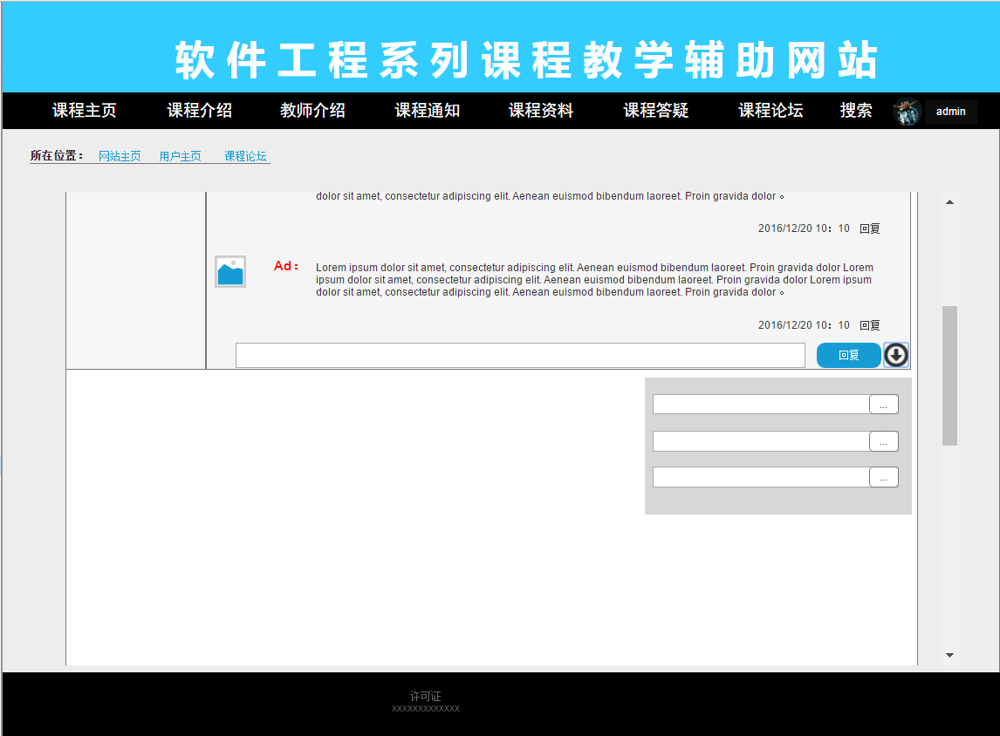 软件工程系列课程教学辅助网站
课程主页 课程介绍 教师介绍 课程通知 课程资料 课程答疑 课程论坛 搜索 admin
所在位置： 网站主页 用户主页 课程论坛
dolor sit amet, consectetur adipiscing elit. Aenean euismod bibendum laoreet. Proin gravida dolor 。
2016/12/20 10：10 回复
Ad：
Lorem ipsum dolor sit amet, consectetur adipiscing elit. Aenean euismod bibendum laoreet. Proin gravida dolor Lorem
ipsum dolor sit amet, consectetur adipiscing elit. Aenean euismod bibendum laoreet. Proin gravida dolor Lorem ipsum
dolor sit amet, consectetur adipiscing elit. Aenean euismod bibendum laoreet. Proin gravida dolor 。
2016/12/20 10：10 回复
回复
...
...
...
许可证
xxxxxxxxxxxxx